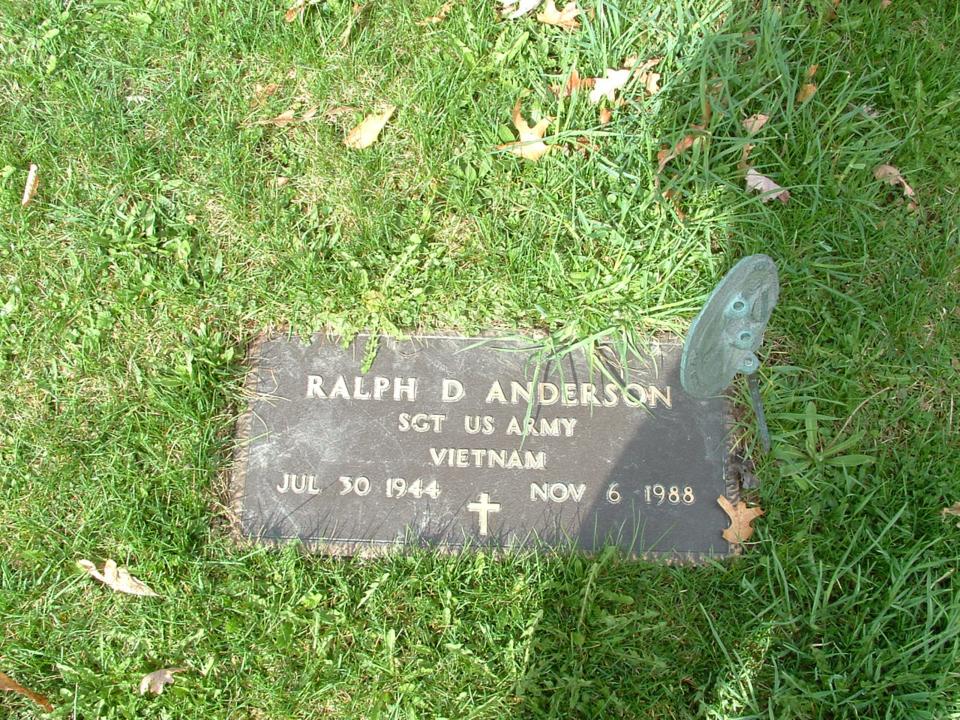 RALPH D ANDERSON
SGT US ARMY
VIETNAM
JUL 30 1944 NOV 6 1988